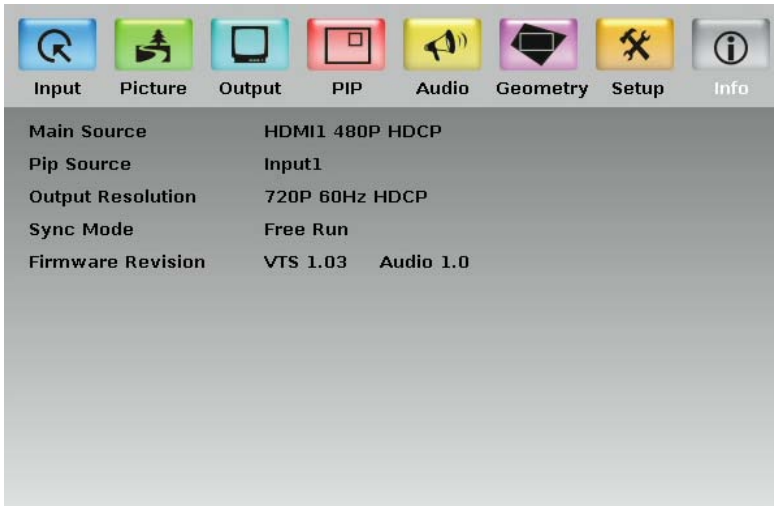 Input Picture Output PIP Audio Geometry Setup Info
Main Source HDMI1 480P HDCP
Pip Source Input1
Output Resolution 720P 60Hz HDCP
Sync Mode Free Run
Firmware Revision VTS 1.03 Audio 1.0